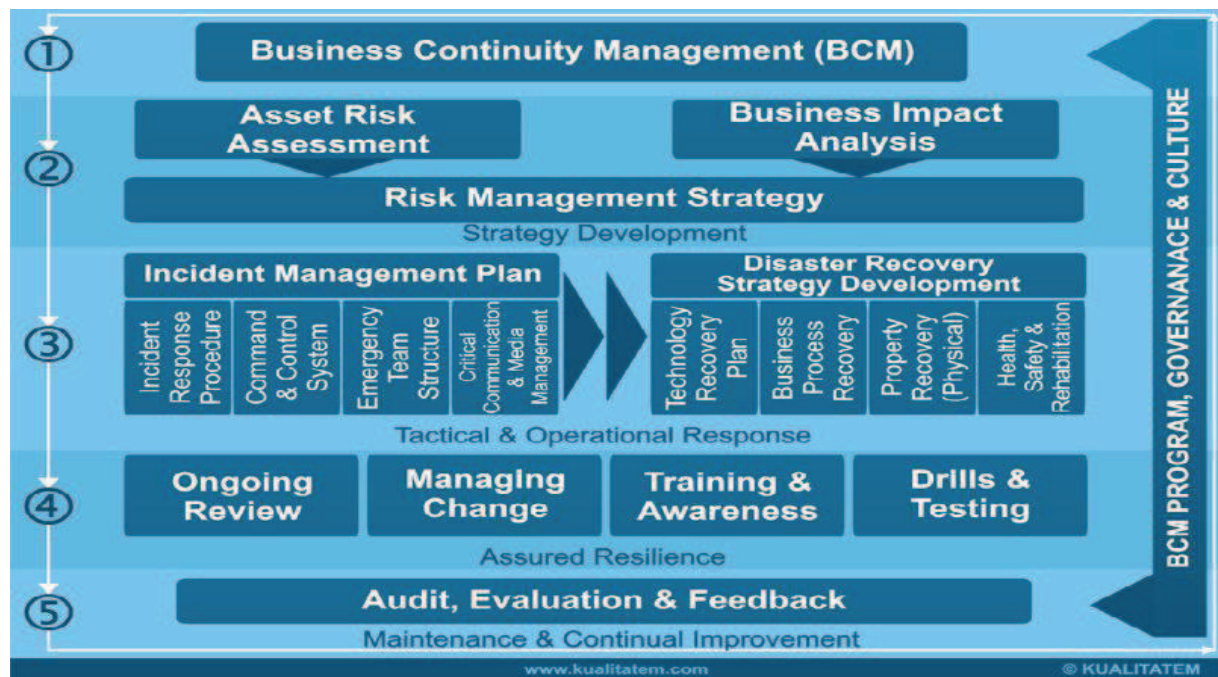 ①
Business Continuity Management (BCM)
②
Asset Risk
Assessment
Business Impact
Analysis
Risk Management Strategy
Strategy Development
③
Incident Management Plan
Incident
Response
Procedure
Command
& Control
System
Emergency
Team
Structure
Critical
Communication
& Media
Management
Disaster Recovery
Strategy Development
Technology
Recovery
Plan
Business
Process
Recovery
Property
Recovery
(Physical)
Health,
Safety &
Rehabilitation
Tactical & Operational Response
④
Ongoing
Review
Managing
Change
Training &
Awareness
Drills &
Testing
Assured Resilience
⑤
Audit, Evaluation & Feedback
Maintenance & Continual Improvement
BCM PROGRAM, GOVERNANACE & CULTURE
www.kualitatem.com
© KUALITATEM